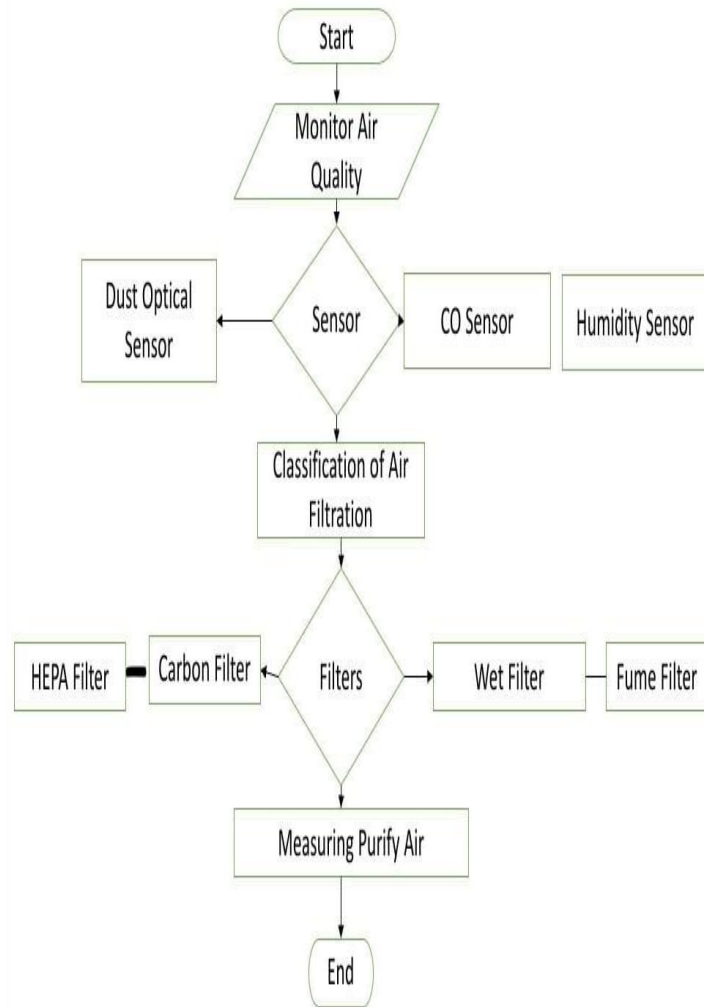 Start
Monitor Air
Quality
Dust Optical
Sensor
Sensor
CO Sensor
Humidity Sensor
Classification of Air
Filtration
HEPA Filter
Carbon Filter
Filters
Wet Filter
Fume Filter
Measuring Purify Air
End